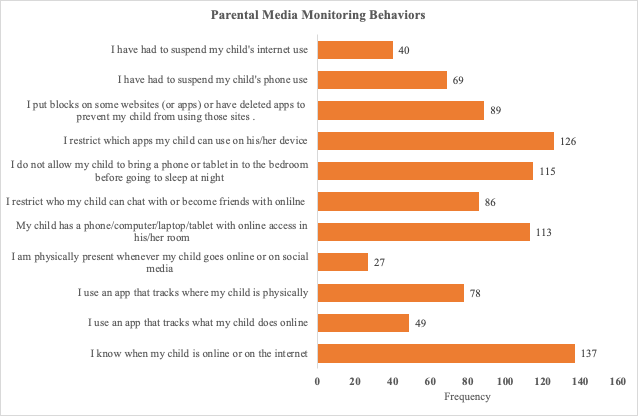 Parental Media Monitoring Behaviors
I have had to suspend my child's internet use
40
I have had to suspend my child's phone use
69
I put blocks on some websites (or apps) or have deleted apps to
prevent my child from using those sites .
89
I restrict which apps my child can use on his/her device
126
I do not allow my child to bring a phone or tablet in to the bedroom
before going to sleep at night
115
I restrict who my child can chat with or become friends with onlilne
86
My child has a phone/computer/laptop/tablet with online access in
his/her room
113
I am physically present whenever my child goes online or on social
media
27
I use an app that tracks where my child is physically
78
I use an app that tracks what my child does online
49
I know when my child is online or on the internet
137
0 20 40 60 80 100 120 140 160
Frequency